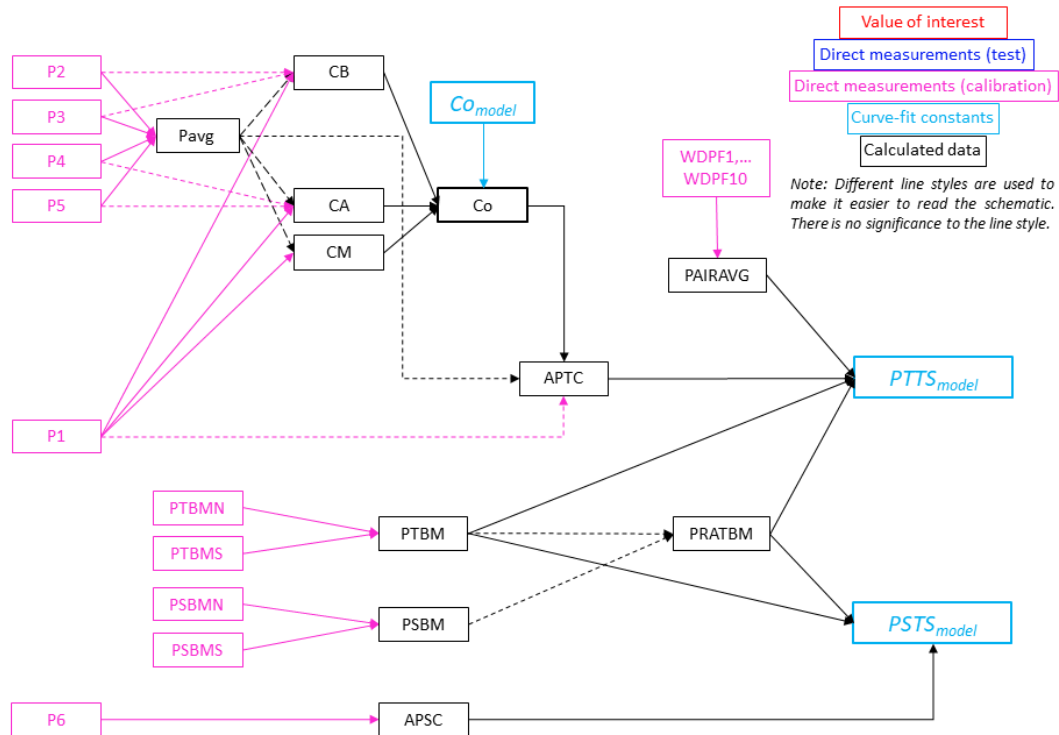 Value of interest
Direct measurements (test)
Direct measurements (calibration)
Curve-fit constants
Calculated data
Note: Different line styles are used to
make it easier to read the schematic.
There is no significance to the line style.
P2
P3
P4
P5
Pavg
CB
CA
CM
Co_model
Co
WDPF1,...
WDPF10
PAIRAVG
APTC
PTTS_model
P1
PTBMN
PTBMS
PTBM
PRATBM
PSBMN
PSBMS
PSBM
PSTS_model
P6
APSC